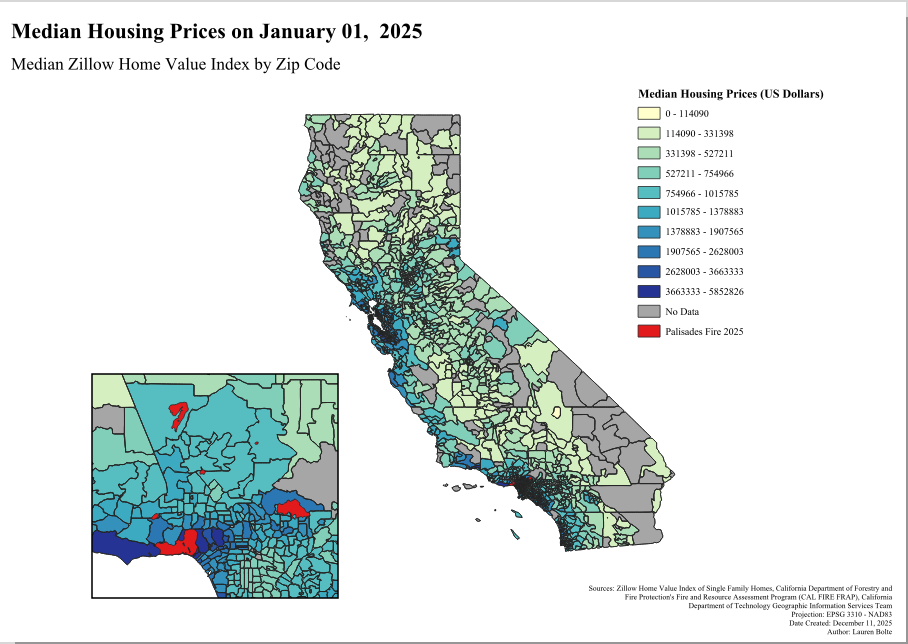 Median Housing Prices on January 01,  2025
Median Zillow Home Value Index by Zip Code
Median Housing Prices (US Dollars)
0 - 114090
114090 - 331398
331398 - 527211
527211 - 754966
754966 - 1015785
1015785 - 1378883
1378883 - 1907565
1907565 - 2628003
2628003 - 3663333
3663333 - 5852826
No Data
Palisades Fire 2025
Sources: Zillow Home Value Index of Single Family Homes, California Department of Forestry and
Fire Protection's Fire and Resource Assessment Program (CAL FIRE FRAP), California
Department of Technology Geographic Information Services Team
Projection: EPSG 3310 - NAD83
Date Created: December 11, 2025
Author: Lauren Bolte